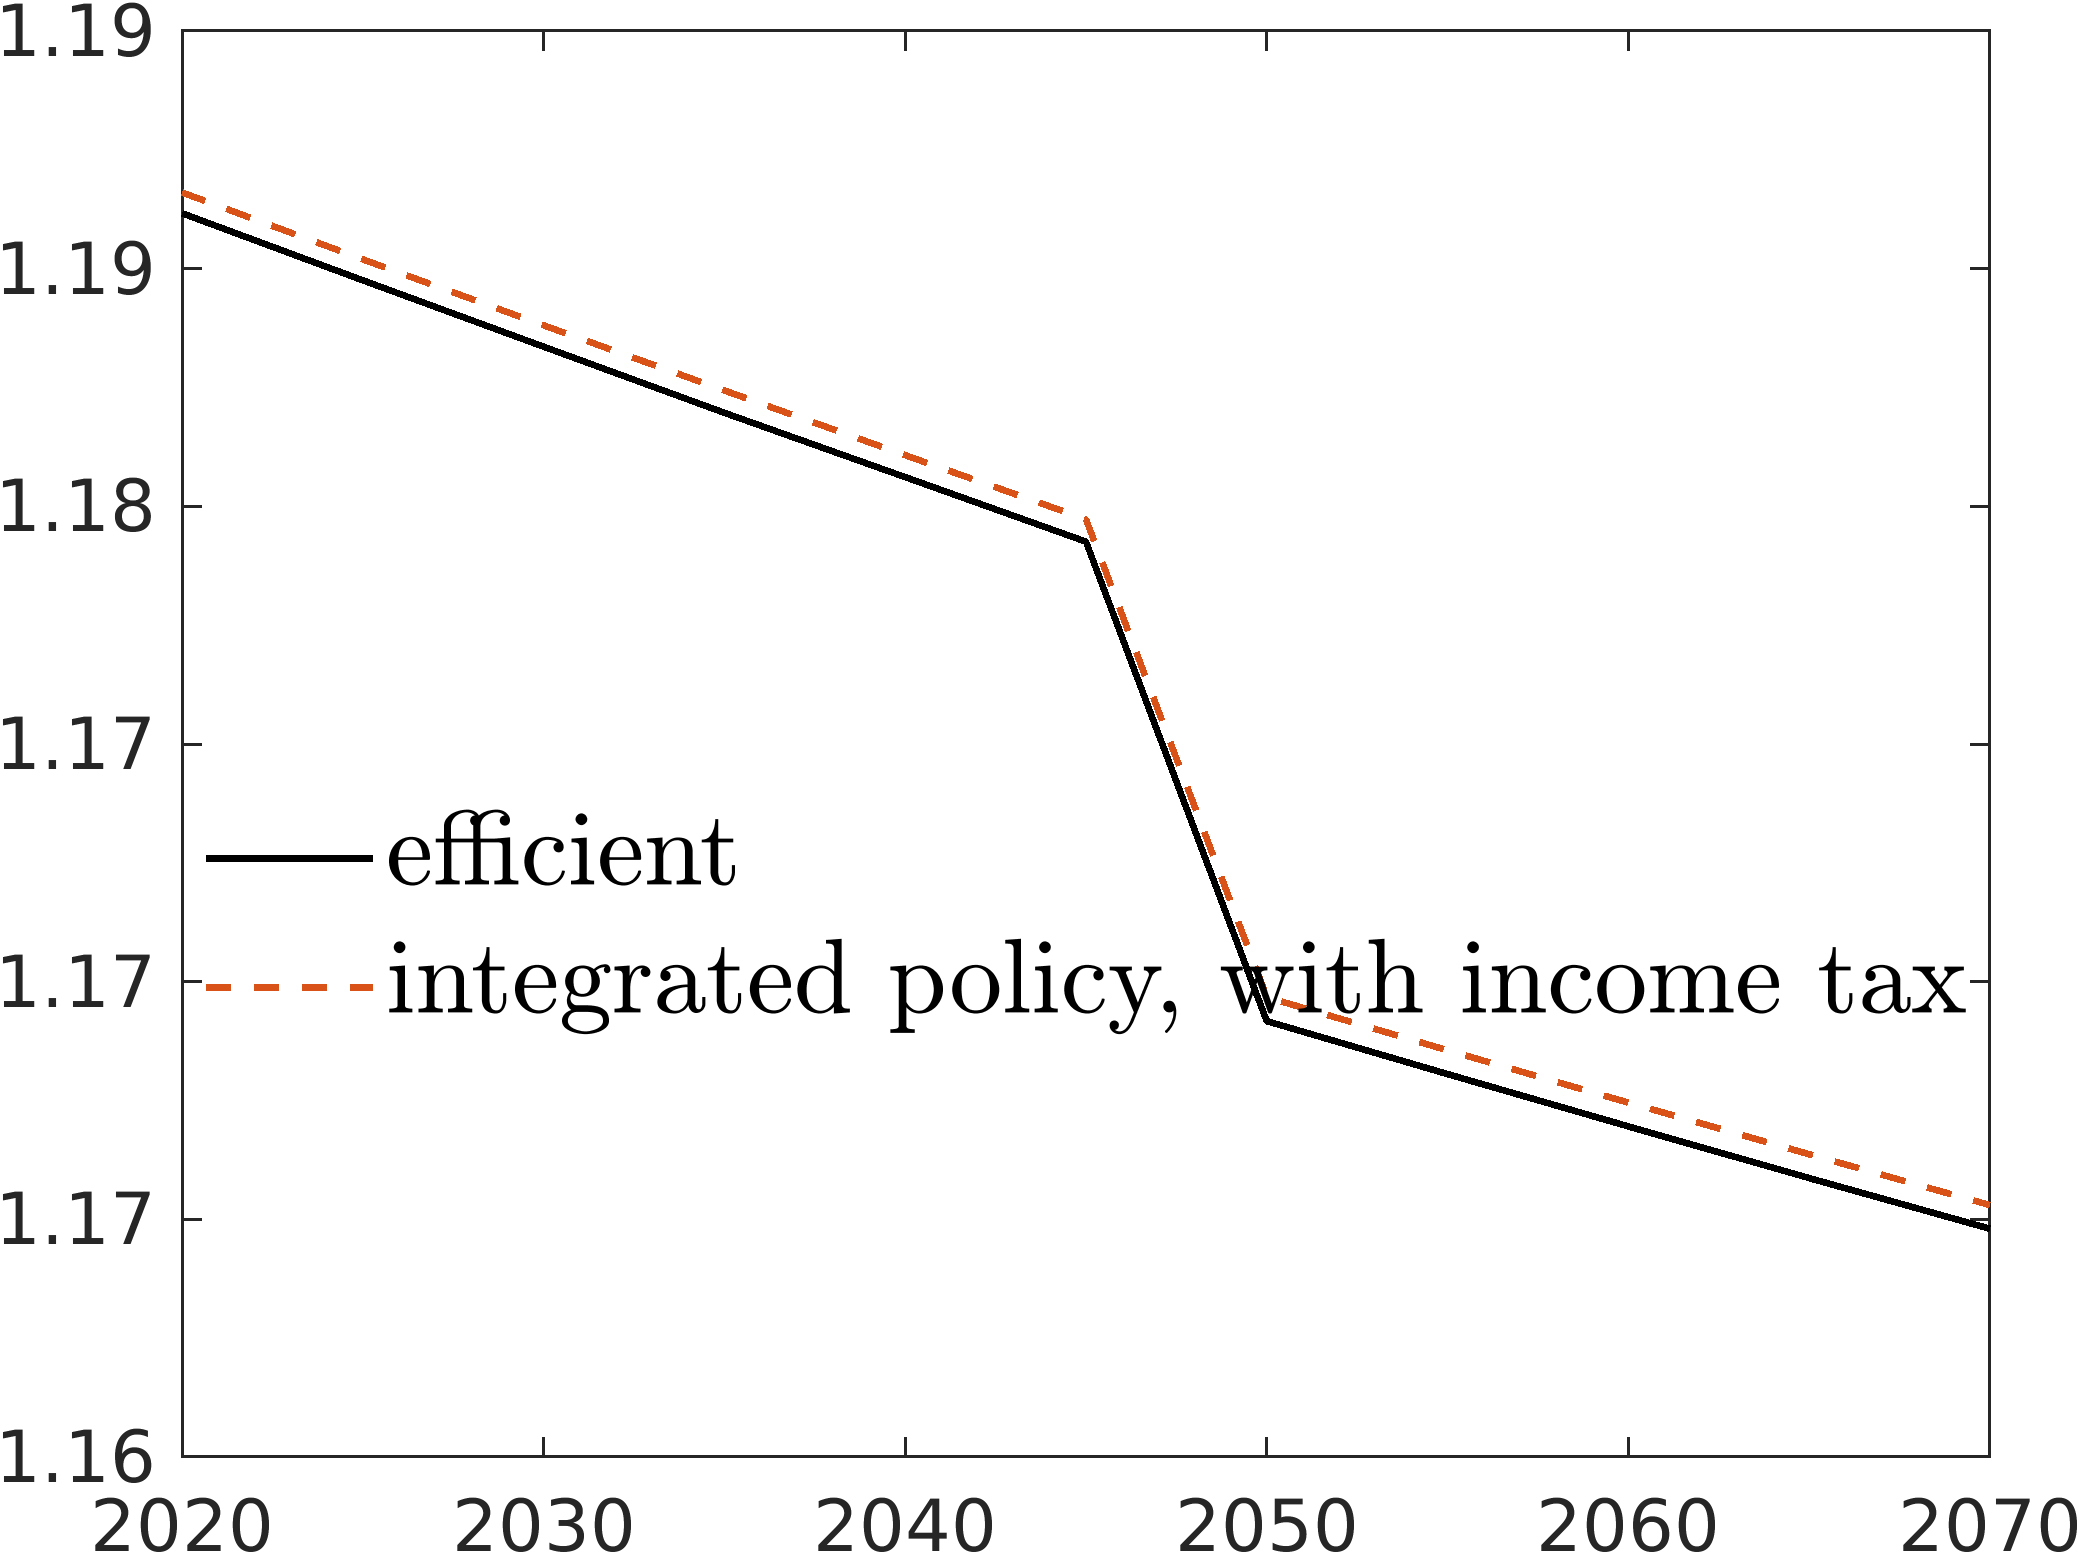 1.19
1.19
1.18
1.17
efficient
integrated policy, with income tax
1.17
1.17
1.16
2020 2030 2040 2050 2060 2070